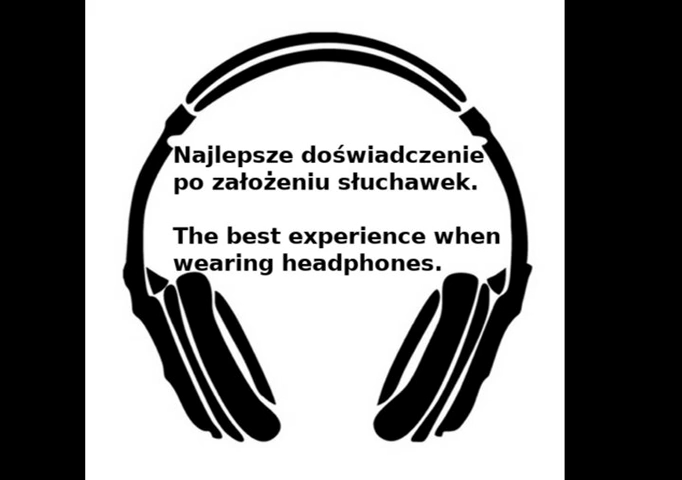 Najlepsze doświadczenie
po założeniu słuchawek.
The best experience when
wearing headphones.